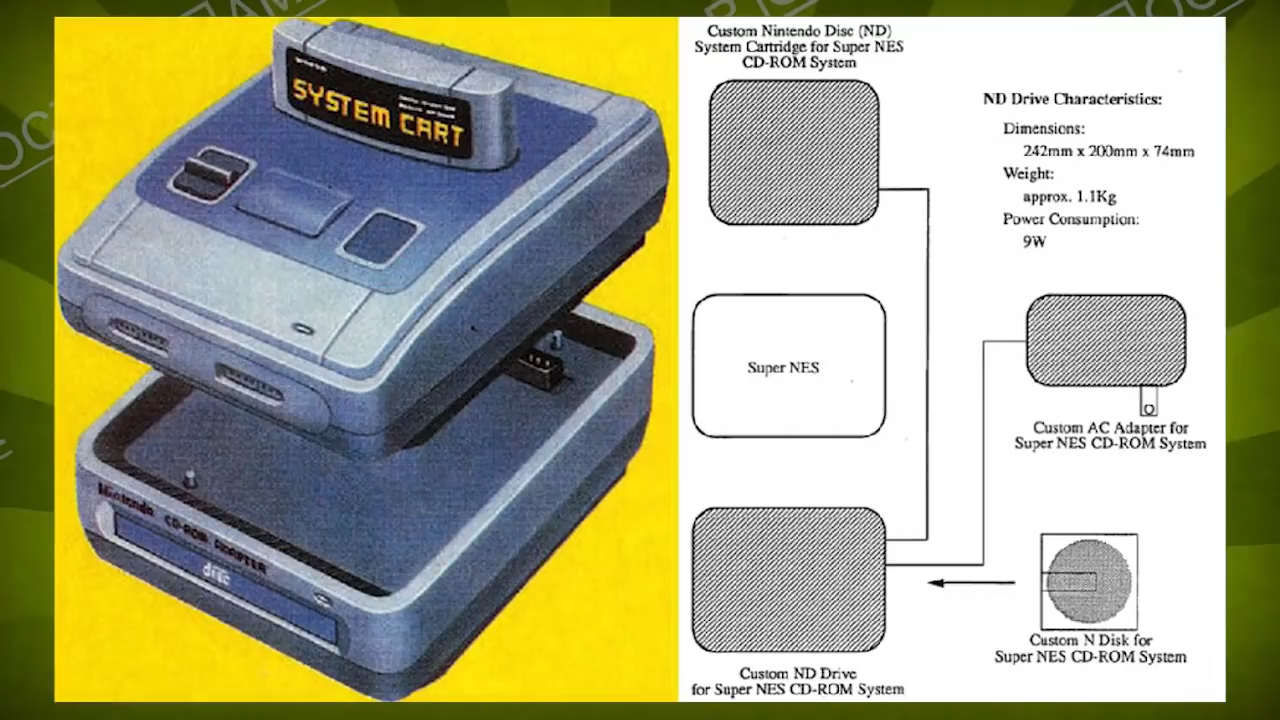 SYSTEM CART
Nintendo CD-ROM ADAPTER
disc
Custom Nintendo Disc (ND)
System Cartridge for Super NES
CD-ROM System
ND Drive Characteristics:
Dimensions:
242mm x 200mm x 74mm
Weight:
approx. 1.1Kg
Power Consumption:
9W
Super NES
Custom AC Adapter for
Super NES CD-ROM System
Custom N Disk for
Super NES CD-ROM System
Custom ND Drive
for Super NES CD-ROM System